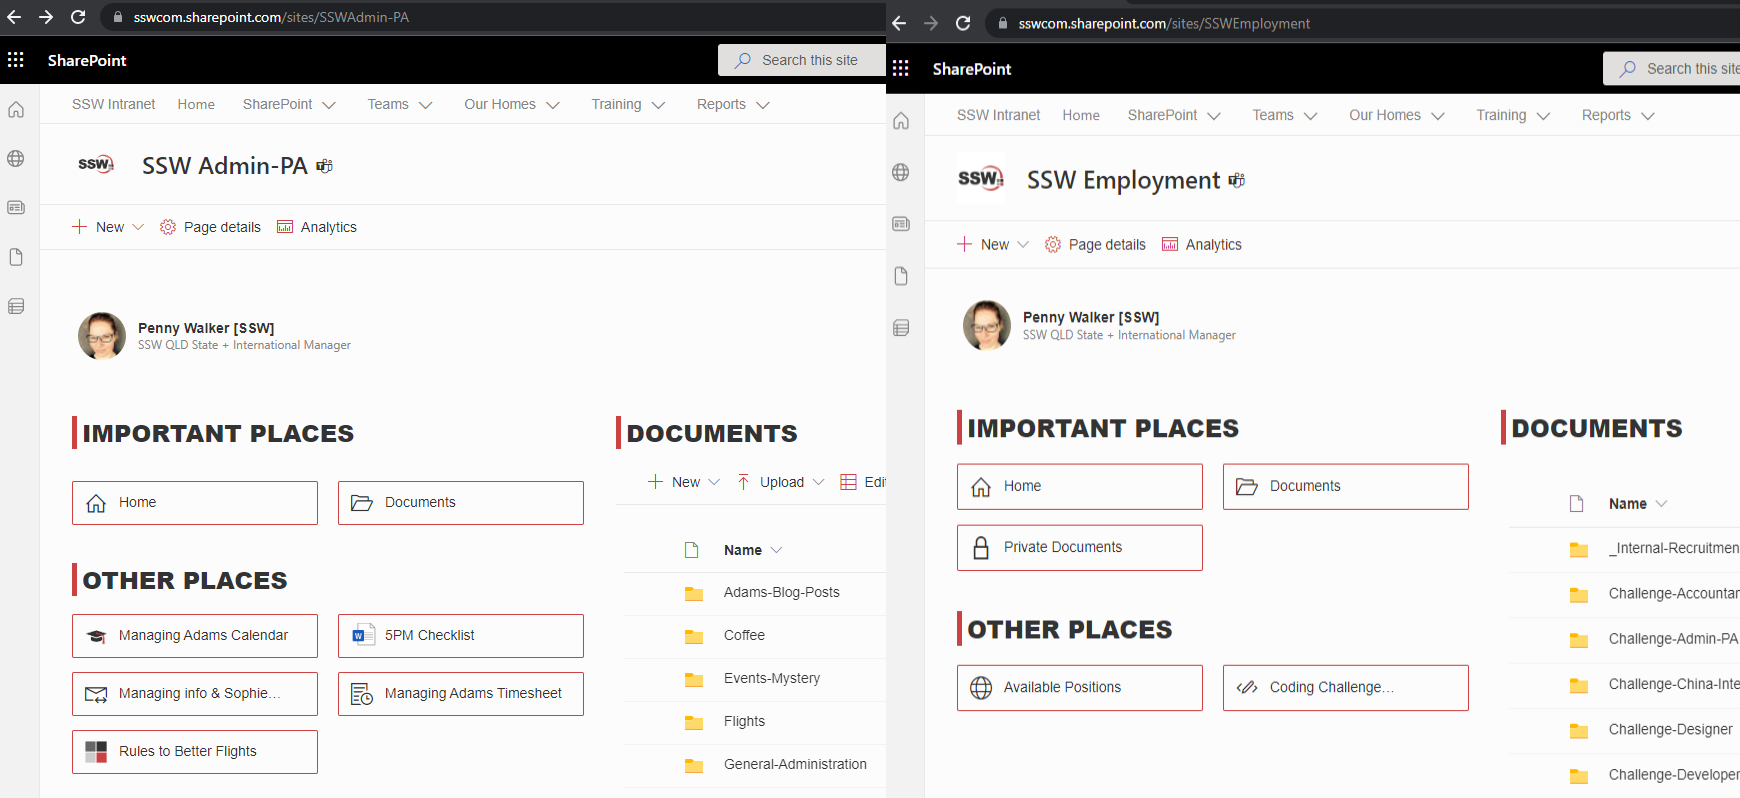 sswcom.sharepoint.com/sites/SSWAdmin-PA
SharePoint
Search this site
SSW Intranet Home SharePoint Teams Our Homes Training Reports
SSW
SSW Admin-PA
New Page details Analytics
Penny Walker [SSW]
SSW QLD State + International Manager
IMPORTANT PLACES
Home Documents
OTHER PLACES
Managing Adams Calendar 5PM Checklist
Managing info & Sophie... Managing Adams Timesheet
Rules to Better Flights
DOCUMENTS
New Upload Edit
Name
Adams-Blog-Posts
Coffee
Events-Mystery
Flights
General-Administration
sswcom.sharepoint.com/sites/SSWEmployment
SharePoint
Search this site
SSW Intranet Home SharePoint Teams Our Homes Training Reports
SSW
SSW Employment
New Page details Analytics
Penny Walker [SSW]
SSW QLD State + International Manager
IMPORTANT PLACES
Home Documents
Private Documents
OTHER PLACES
Available Positions Coding Challenge...
DOCUMENTS
Name
_Internal-Recruitmen
Challenge-Accountan
Challenge-Admin-PA
Challenge-China-Inte
Challenge-Designer
Challenge-Developer